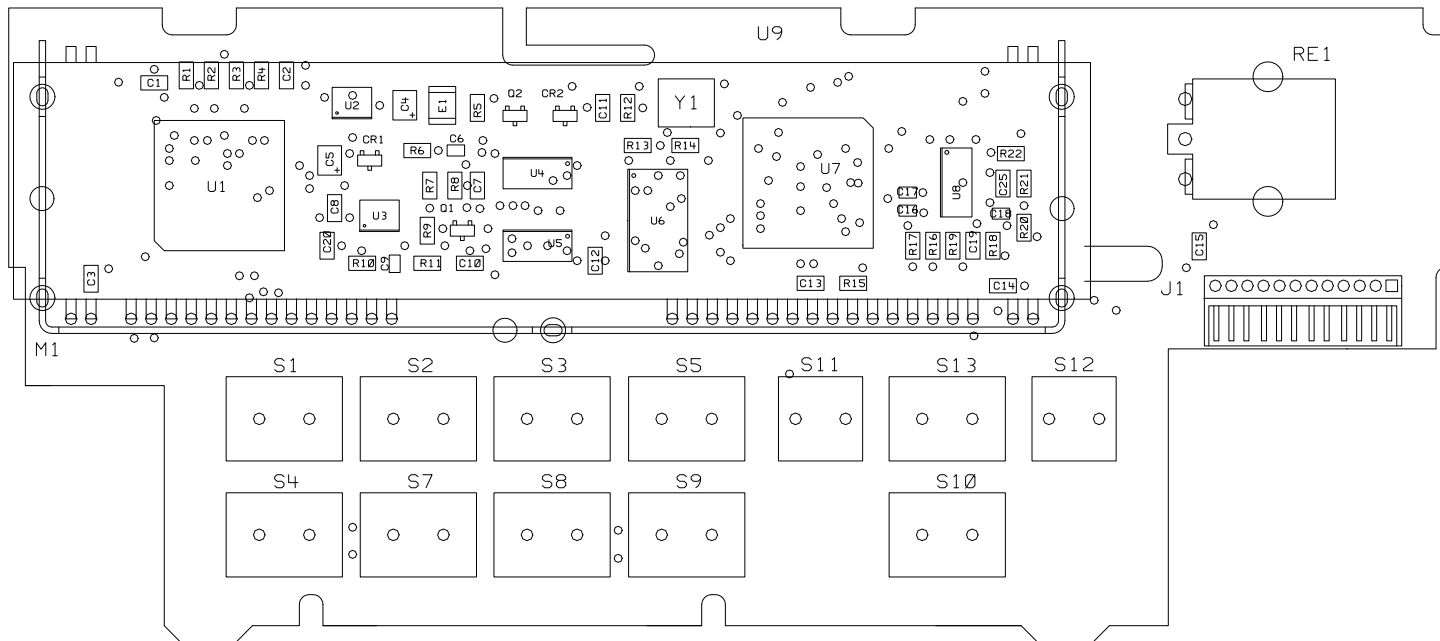 U9
RE1
C1
R1
R2
R3
R4
C2
U2
C4
+
E1
R5
Q2
CR2
C11
R12
Y1
C5
+
CR1
R6
C6
R13
R14
R22
U1
R7
R8
C7
U4
U7
U8
C25
R21
C17
C8
U3
Q1
U6
C16
C18
R9
R20
C20
U5
C12
R17
R16
R19
C19
R18
C15
C3
R10
C9
R11
C10
C13
R15
C14
J1
M1
S1
S2
S3
S5
S11
S13
S12
S4
S7
S8
S9
S10